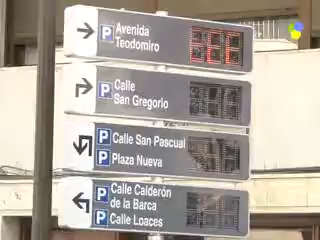 P Avenida
Teodomiro
P Calle
San Gregorio
P Calle San Pascual
P Plaza Nueva
P Calle Calderón
de la Barca
P Calle Loaces